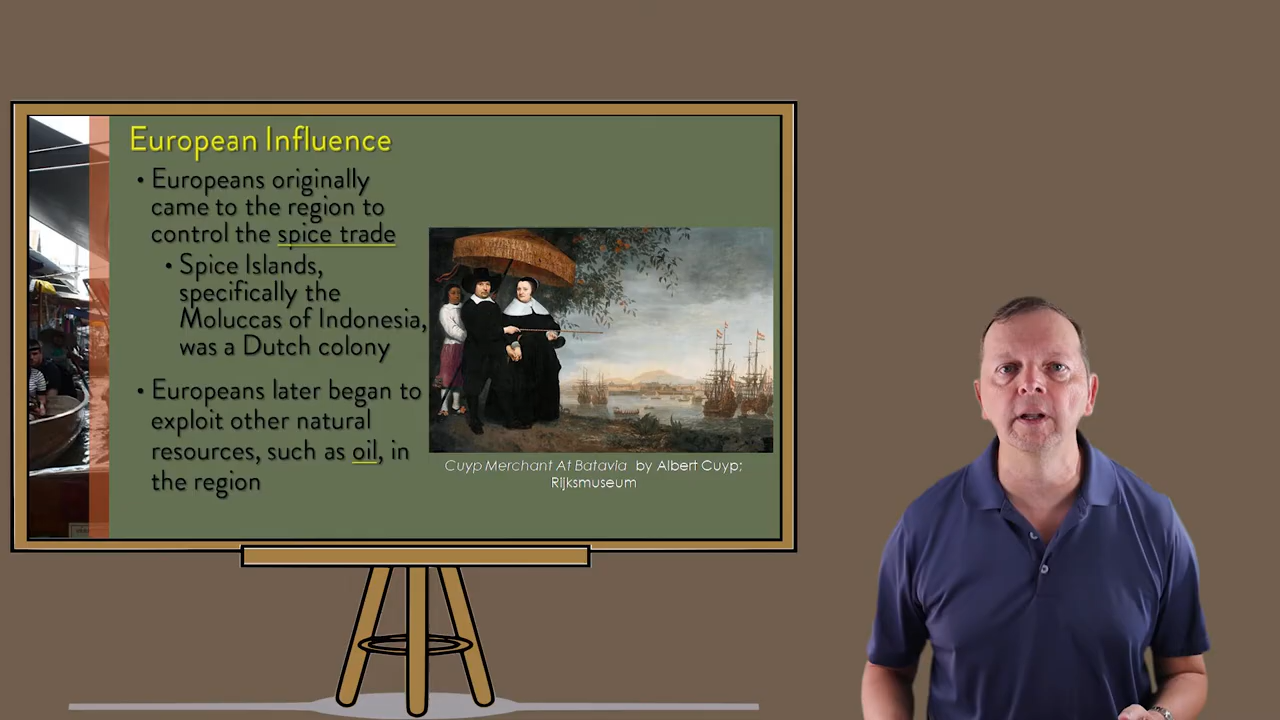 European Influence
• Europeans originally
came to the region to
control the spice trade
• Spice Islands,
specifically the
Moluccas of Indonesia,
was a Dutch colony
• Europeans later began to
exploit other natural
resources, such as oil, in
the region
Cuyp Merchant At Batavia by Albert Cuyp;
Rijksmuseum